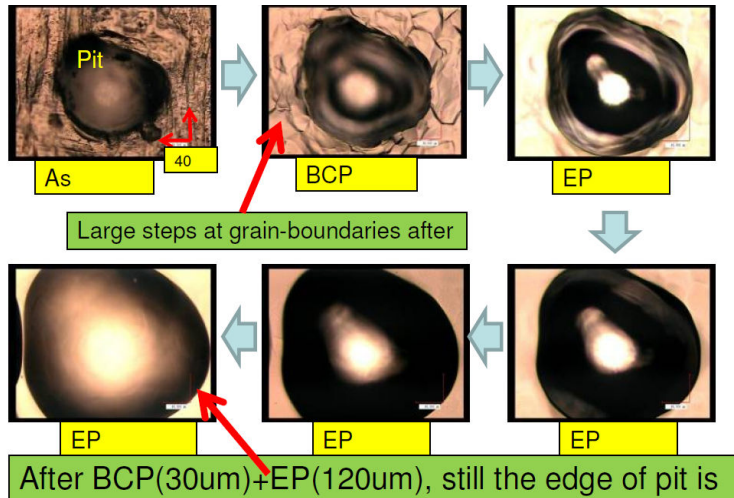 Pit
40
As
BCP
EP
Large steps at grain-boundaries after
EP
EP
EP
After BCP(30um)+EP(120um), still the edge of pit is